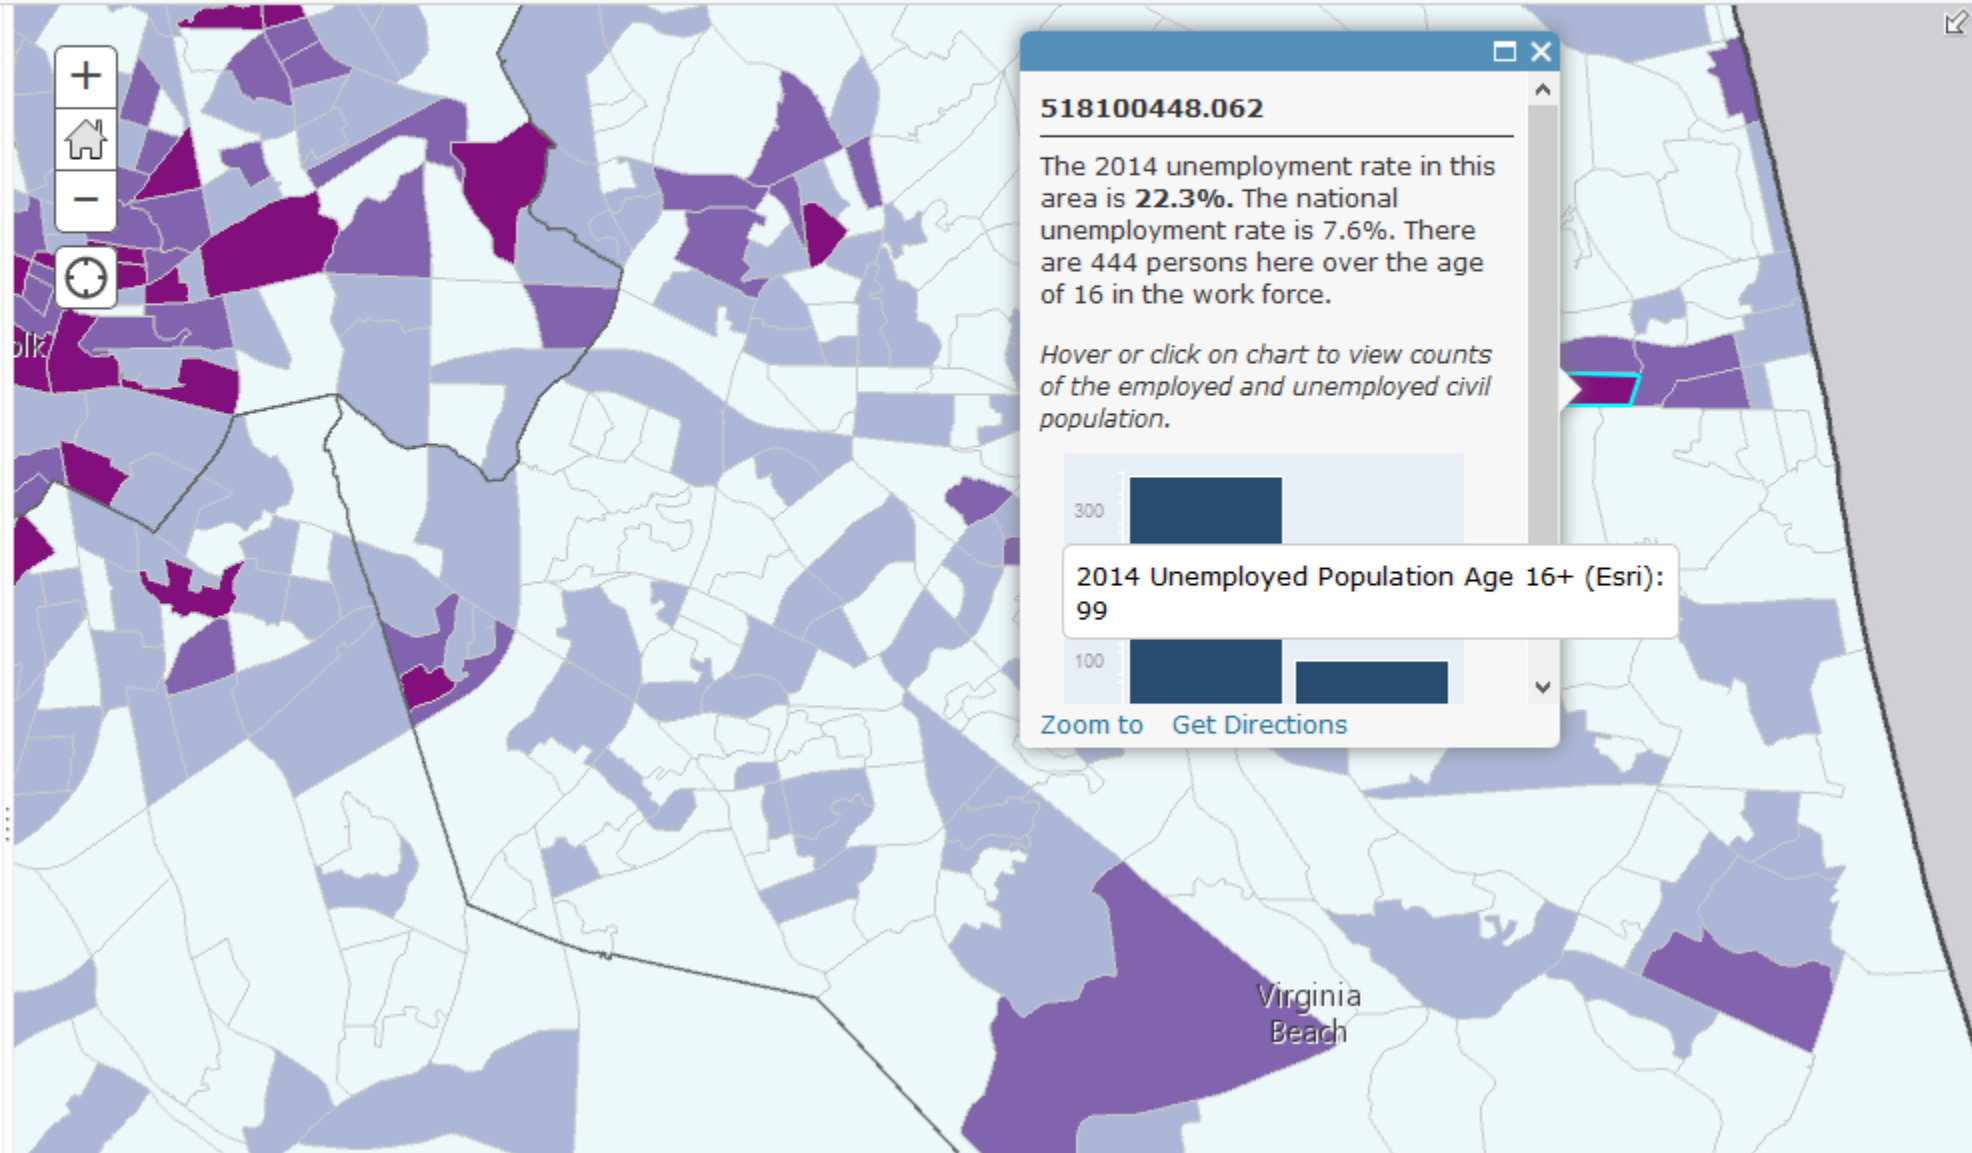 518100448.062
The 2014 unemployment rate in this
area is 22.3%. The national
unemployment rate is 7.6%. There
are 444 persons here over the age
of 16 in the work force.
Hover or click on chart to view counts
of the employed and unemployed civil
population.
300
2014 Unemployed Population Age 16+ (Esri):
99
100
Zoom to Get Directions
olk
Virginia
Beach